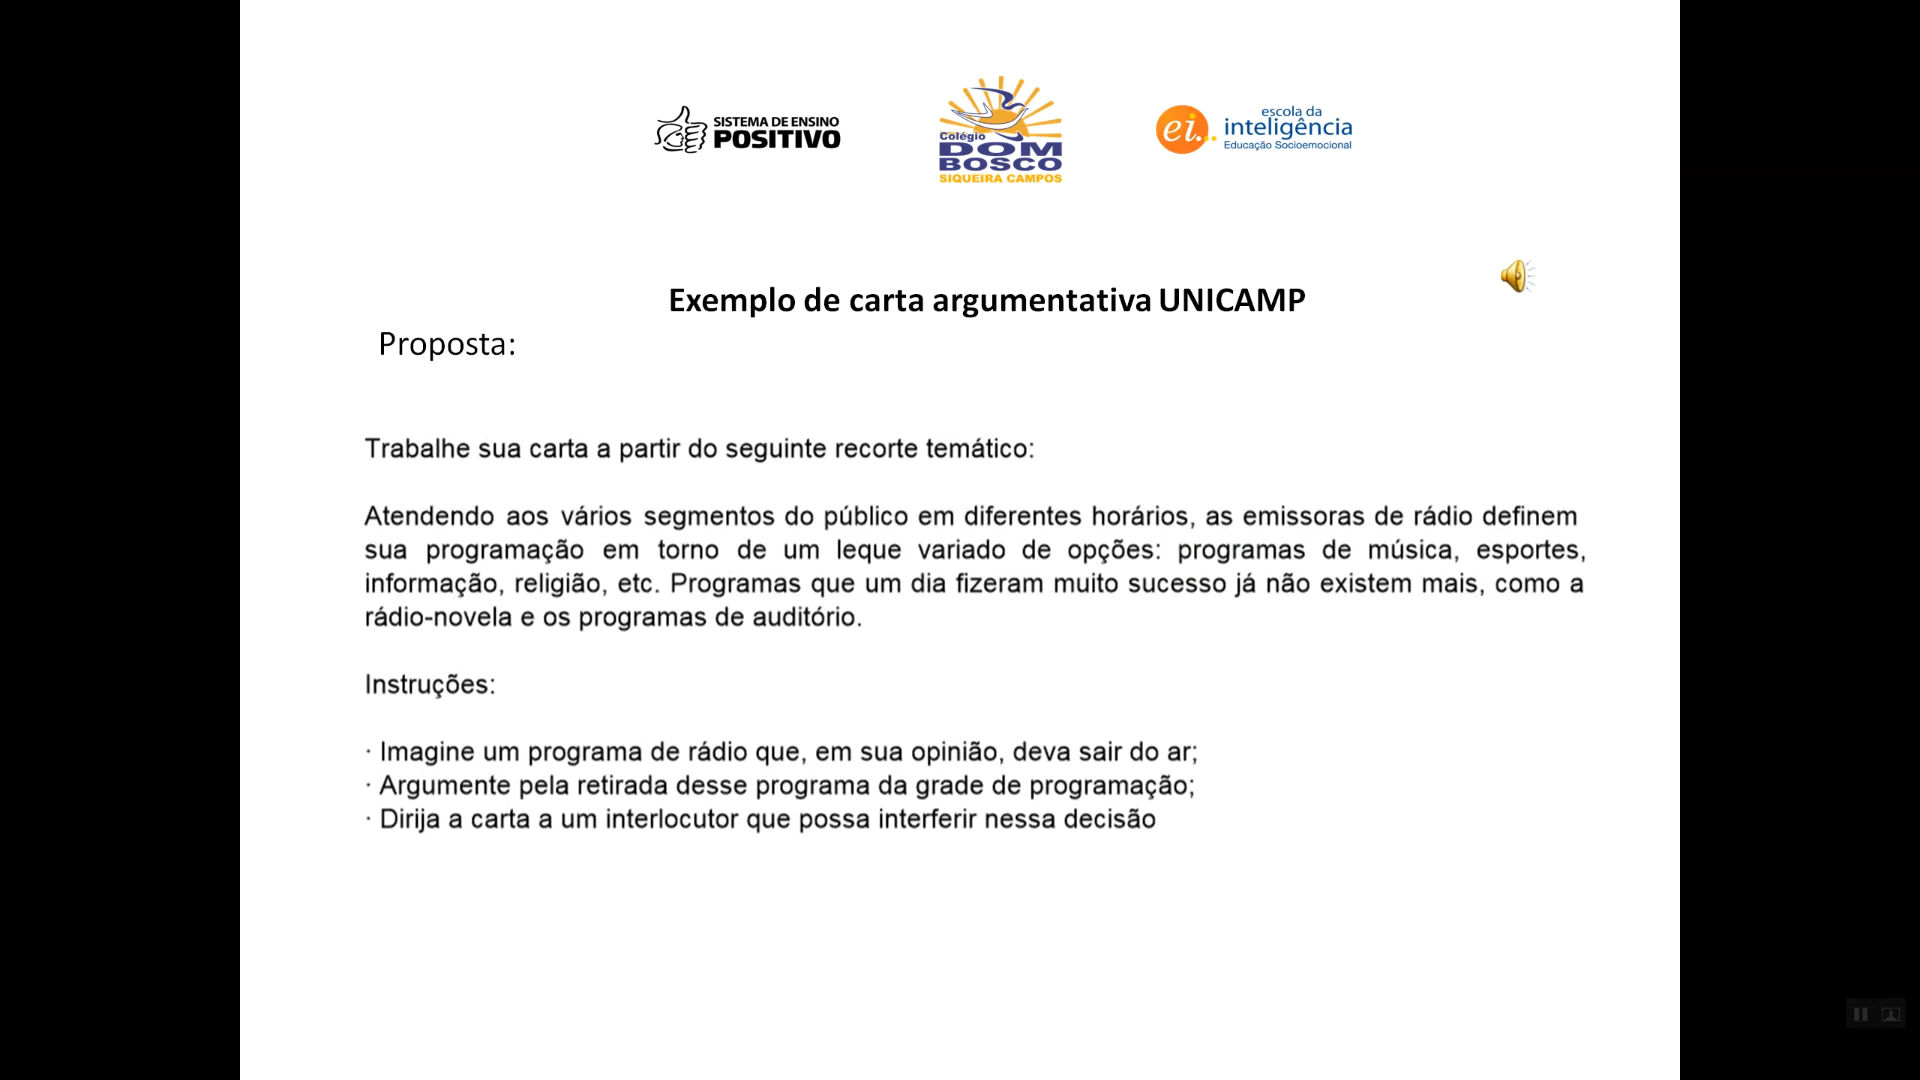 SISTEMA DE ENSINO
POSITIVO
Colégio
DOM
BOSCO
SIQUEIRA CAMPOS
ei...
escola da
inteligência
Educação Socioemocional
Exemplo de carta argumentativa UNICAMP
Proposta:
Trabalhe sua carta a partir do seguinte recorte temático:
Atendendo aos vários segmentos do público em diferentes horários, as emissoras de rádio definem
sua programação em torno de um leque variado de opções: programas de música, esportes,
informação, religião, etc. Programas que um dia fizeram muito sucesso já não existem mais, como a
rádio-novela e os programas de auditório.
Instruções:
· Imagine um programa de rádio que, em sua opinião, deva sair do ar;
· Argumente pela retirada desse programa da grade de programação;
· Dirija a carta a um interlocutor que possa interferir nessa decisão